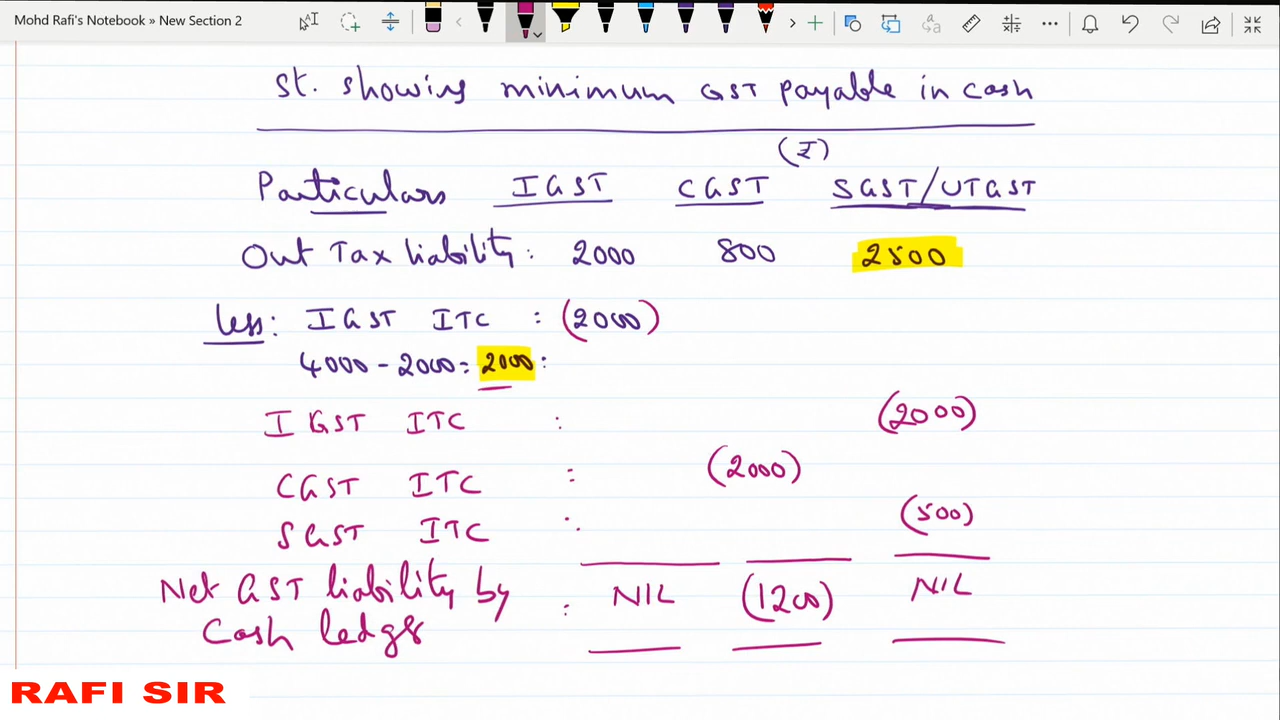 Mohd Rafi's Notebook » New Section 2
St. showing minimum GST payable in cash
(₹)
Particulars IGST CGST SGST/UTGST
Out Tax liability: 2000 800 2500
Less: IGST ITC : (2000)
4000 - 2000 = 2000 :
IGST ITC : (2000)
CGST ITC : (2000)
SGST ITC : (500)
Net GST liability by : NIL (1200) NIL
Cash ledgr
RAFI SIR